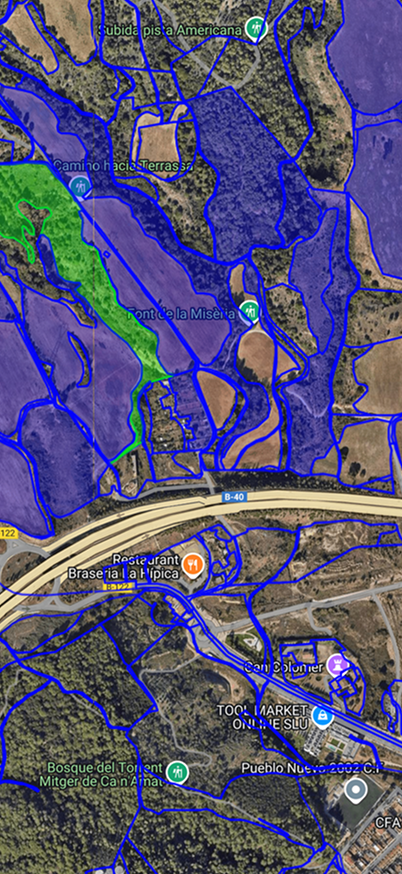 Subida pista Americana
Camino hacia Terrassa
Font de la Misèria
B-40
122
Restaurant
Braseria La Hípica
B-122
Can Colomer
TOOL MARKET
ONLINE SLU
Bosque del Torrent
Mitger de Ca n'Amat
Pueblo Nuevo 2002 C.F
CFA